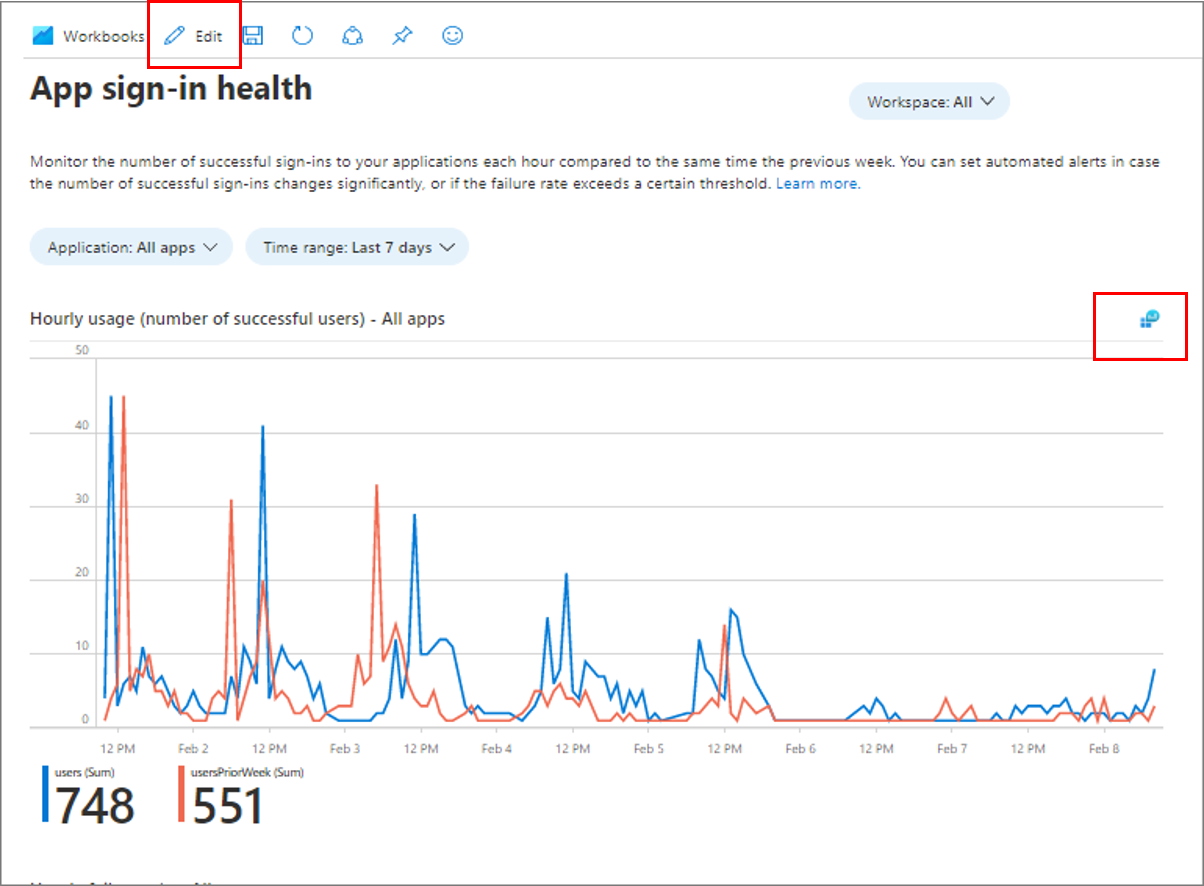 Workbooks Edit
App sign-in health
Workspace: All
Monitor the number of successful sign-ins to your applications each hour compared to the same time the previous week. You can set automated alerts in case
the number of successful sign-ins changes significantly, or if the failure rate exceeds a certain threshold. Learn more.
Application: All apps Time range: Last 7 days
Hourly usage (number of successful users) - All apps
50
40
30
20
10
0
12 PM Feb 2 12 PM Feb 3 12 PM Feb 4 12 PM Feb 5 12 PM Feb 6 12 PM Feb 7 12 PM Feb 8
users (Sum) usersPriorWeek (Sum)
748 551